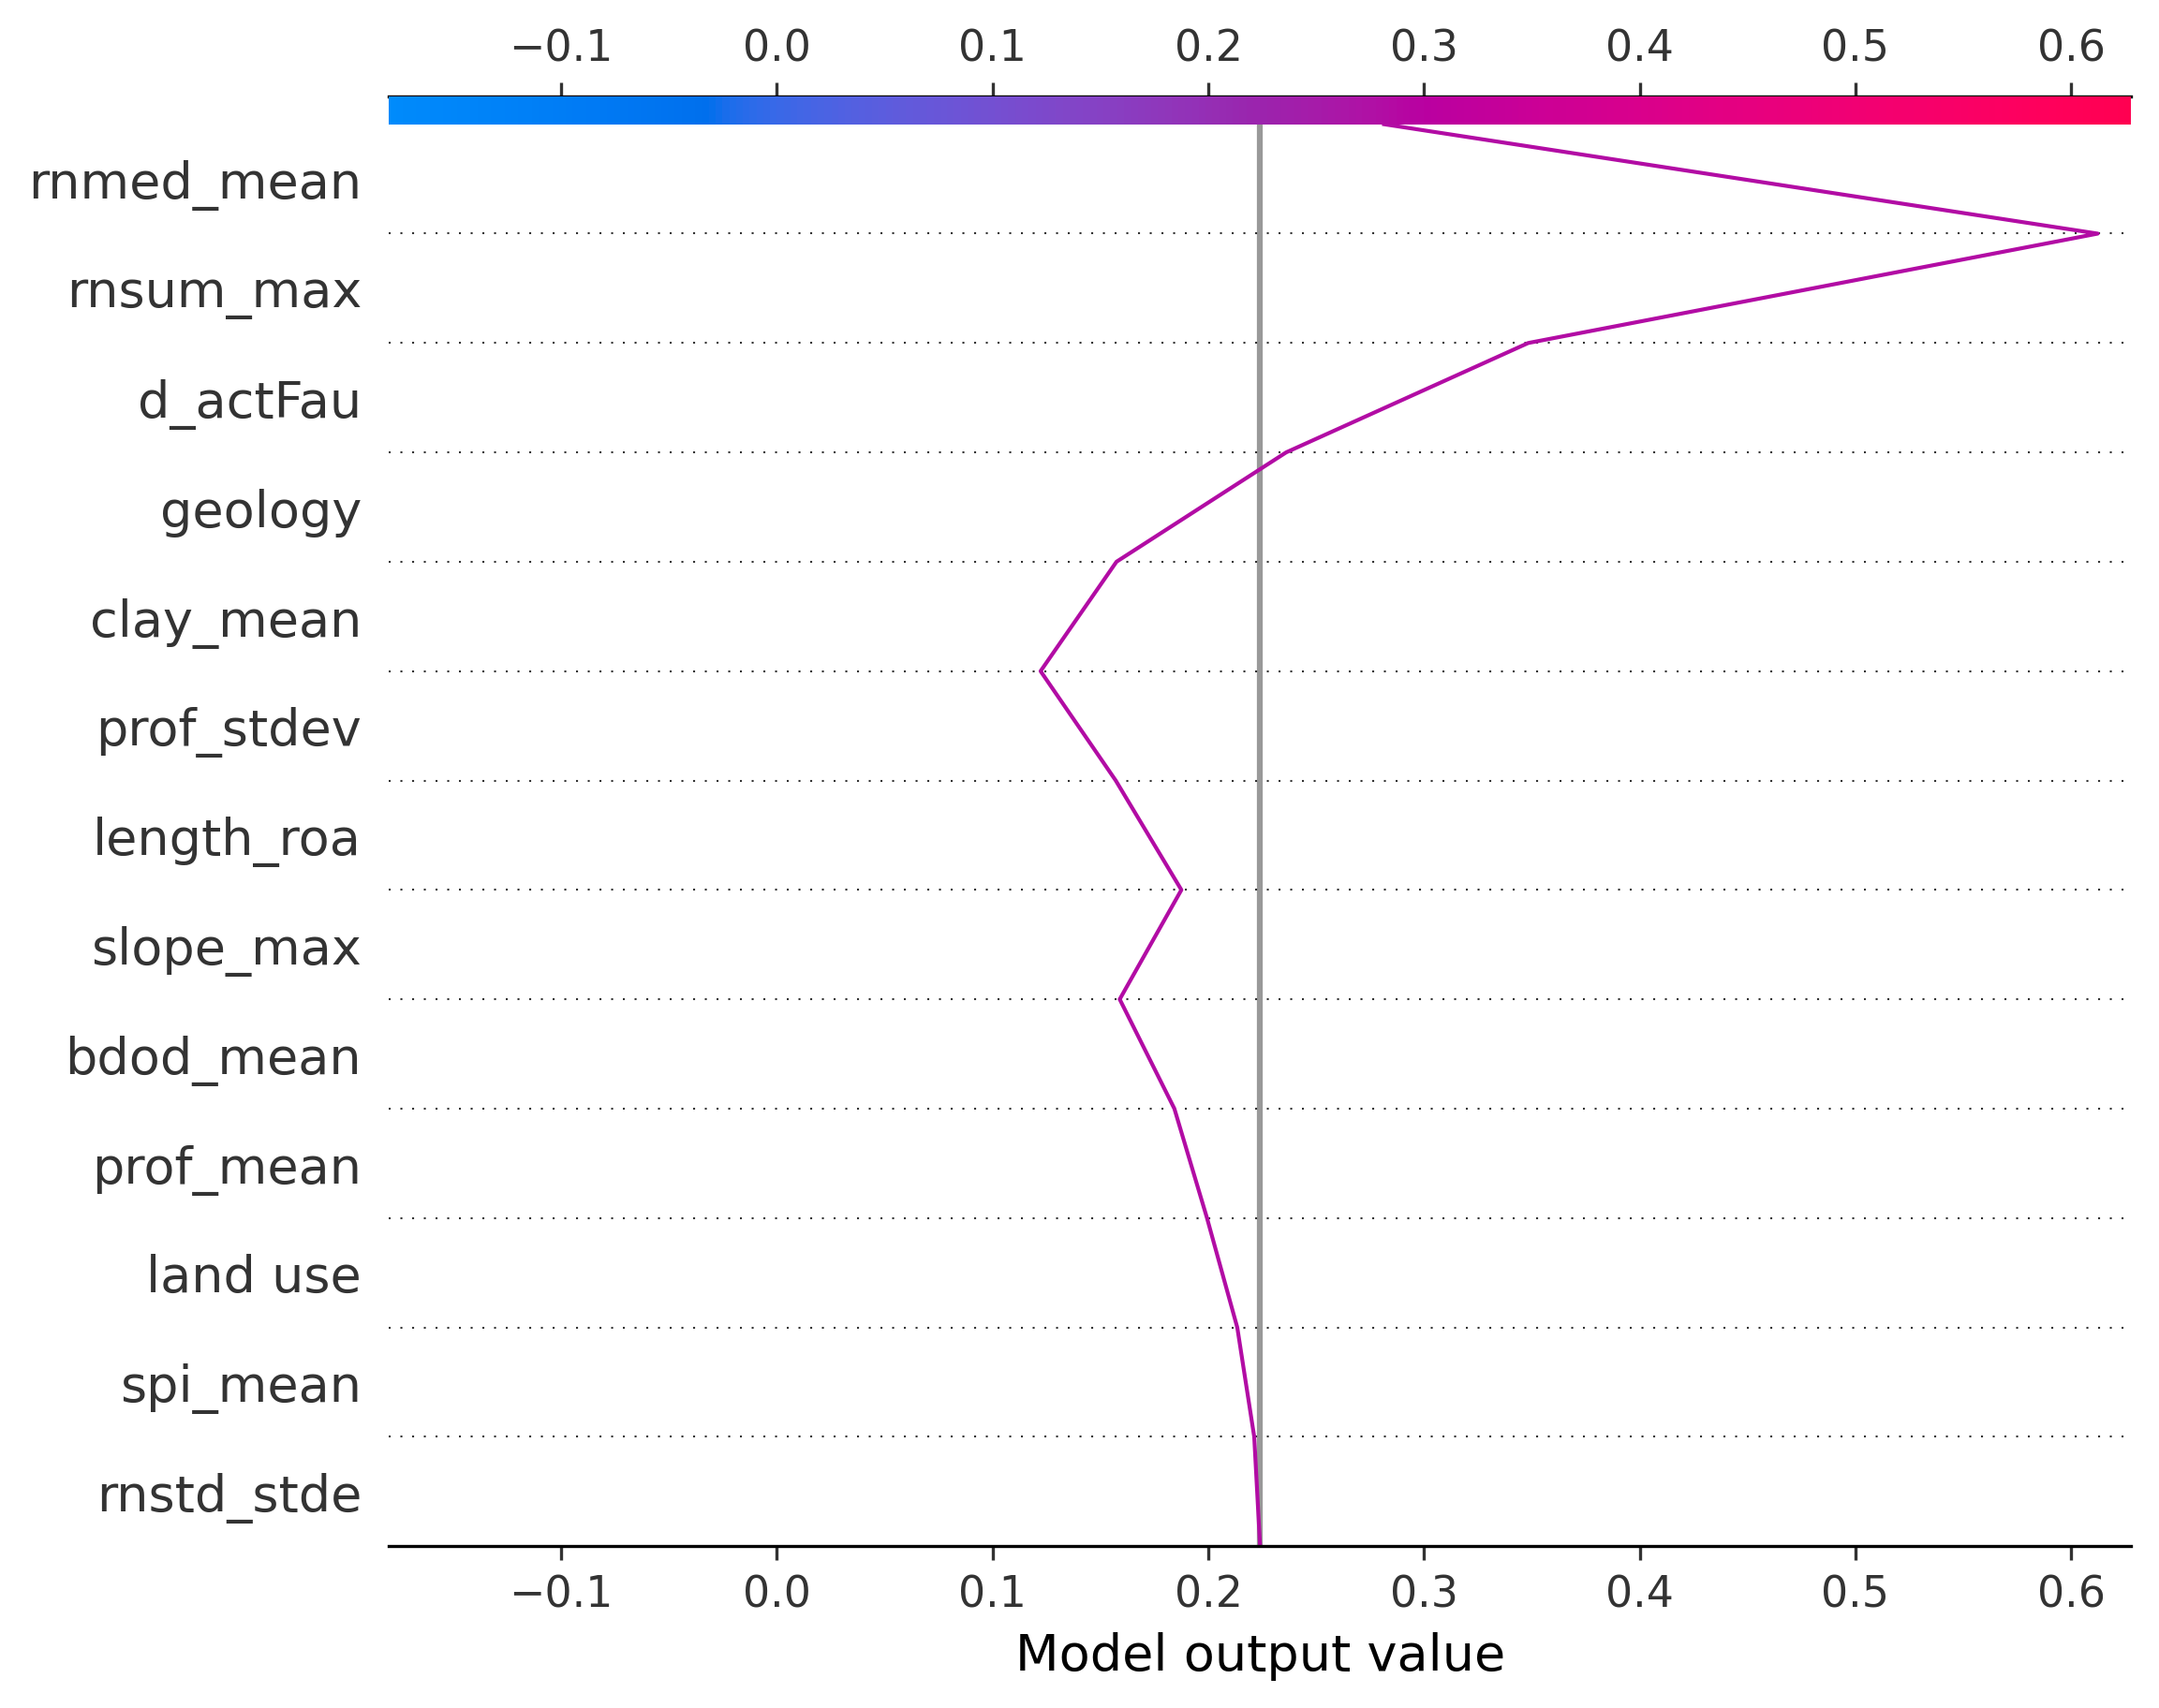 −0.1 0.0 0.1 0.2 0.3 0.4 0.5 0.6
rnmed_mean
rnsum_max
d_actFau
geology
clay_mean
prof_stdev
length_roa
slope_max
bdod_mean
prof_mean
land use
spi_mean
rnstd_stde
−0.1 0.0 0.1 0.2 0.3 0.4 0.5 0.6
Model output value